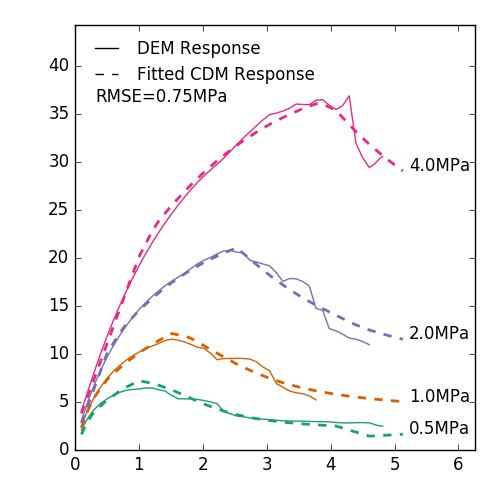 DEM Response
Fitted CDM Response
RMSE=0.75MPa
40
35
30
25
20
15
10
5
0
4.0MPa
2.0MPa
1.0MPa
0.5MPa
0 1 2 3 4 5 6